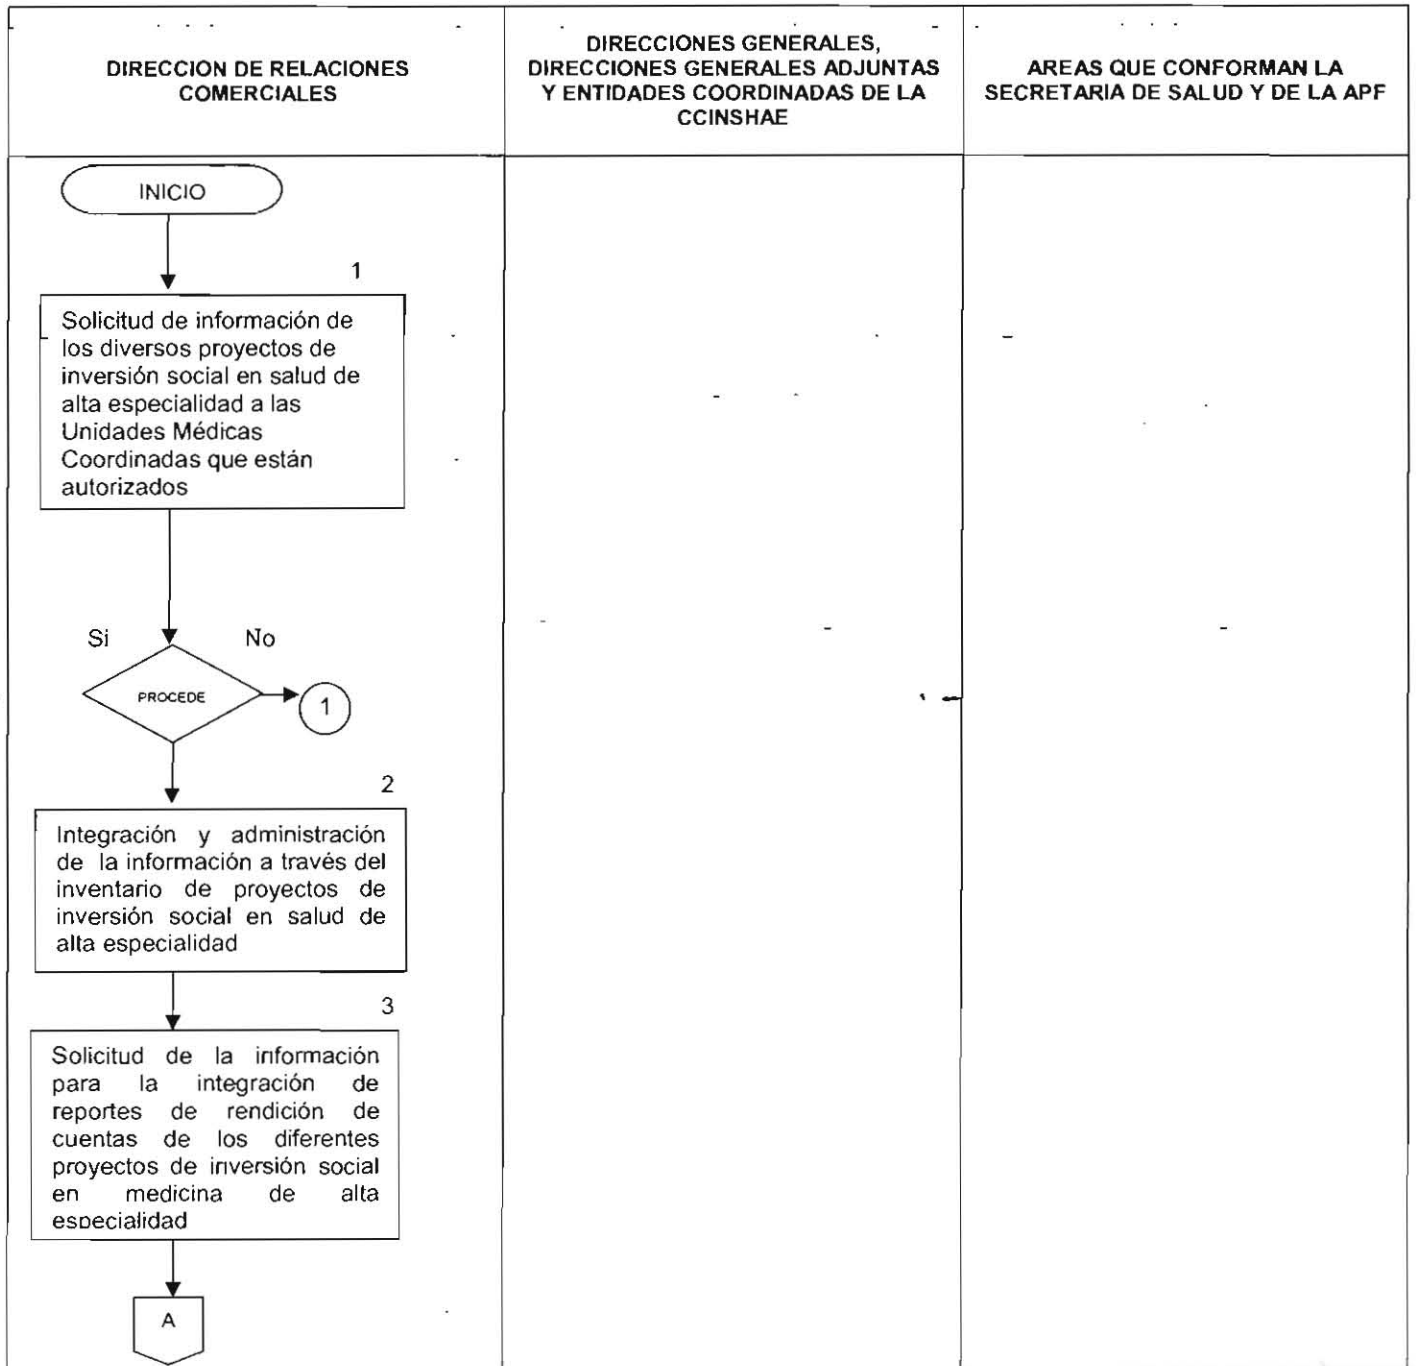 DIRECCION DE RELACIONES
COMERCIALES
DIRECCIONES GENERALES,
DIRECCIONES GENERALES ADJUNTAS
Y ENTIDADES COORDINADAS DE LA
CCINSHAE
AREAS QUE CONFORMAN LA
SECRETARIA DE SALUD Y DE LA APF
INICIO
1
Solicitud de información de
los diversos proyectos de
inversión social en salud de
alta especialidad a las
Unidades Médicas
Coordinadas que están
autorizados
Si
No
PROCEDE
1
2
Integración y administración
de la información a través del
inventario de proyectos de
inversión social en salud de
alta especialidad
3
Solicitud de la información
para la integración de
reportes de rendición de
cuentas de los diferentes
proyectos de inversión social
en medicina de alta
especialidad
A